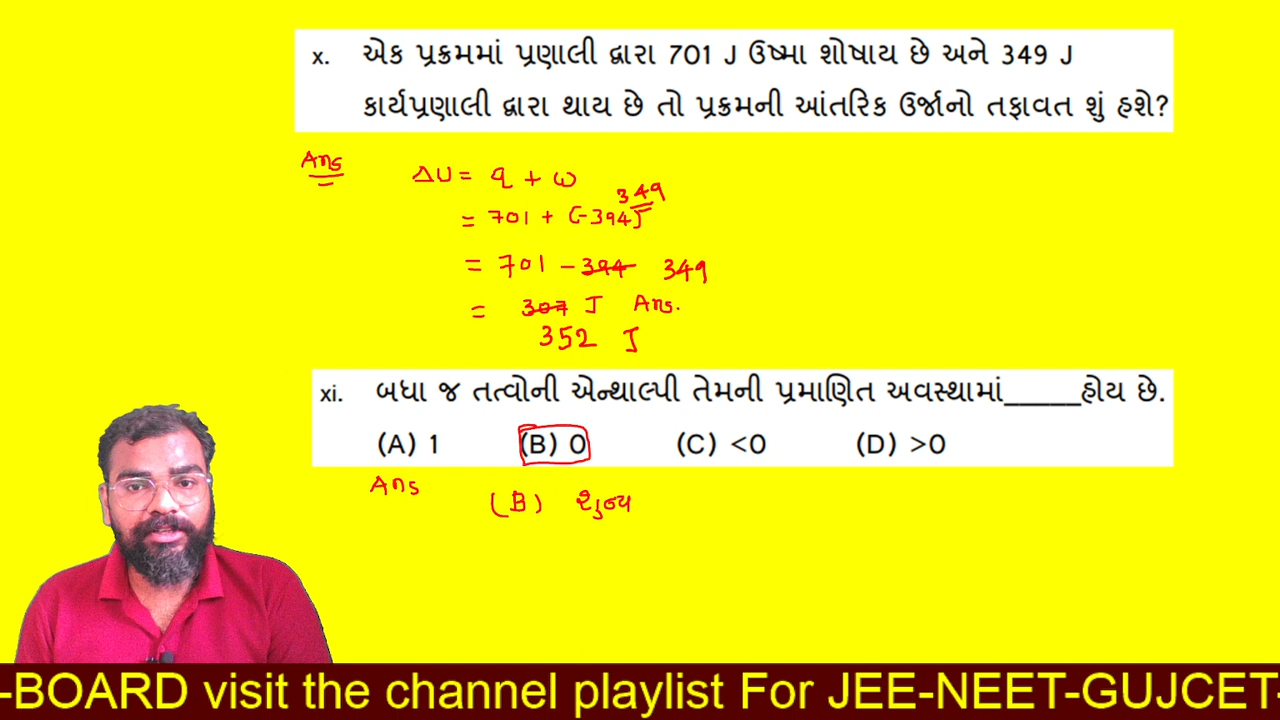 x. એક પ્રક્રમમાં પ્રણાલી દ્વારા 701 J ઉષ્મા શોષાય છે અને 349 J
કાર્યપ્રણાલી દ્વારા થાય છે તો પ્રક્રમની આંતરિક ઉર્જાનો તફાવત શું હશે?
Ans
ΔU = q + ω
349
= 701 + (-394)
= 701 - 394 349
= 307 J Ans.
352 J
xi. બધા જ તત્વોની એન્થાલ્પી તેમની પ્રમાણિત અવસ્થામાં_____હોય છે.
(A) 1 (B) 0 (C) <0 (D) >0
Ans
(B) શુન્ય
-BOARD visit the channel playlist For JEE-NEET-GUJCET-